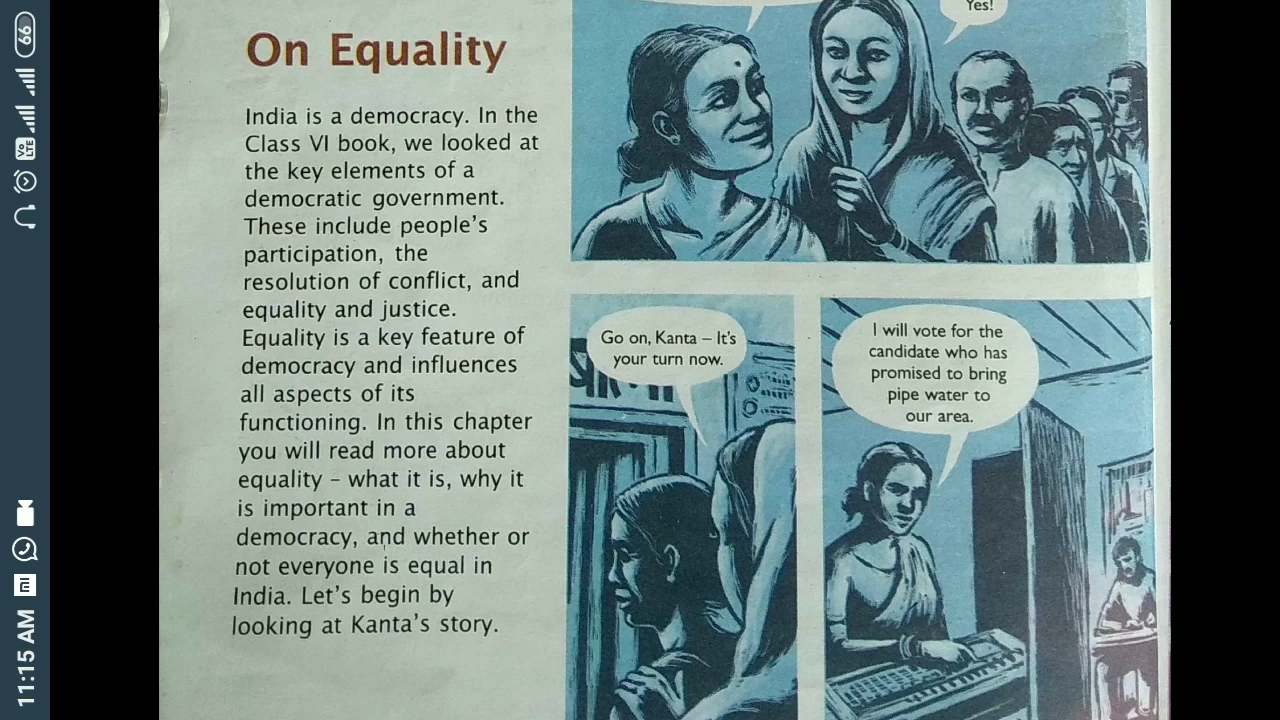 On Equality
India is a democracy. In the
Class VI book, we looked at
the key elements of a
democratic government.
These include people's
participation, the
resolution of conflict, and
equality and justice.
Equality is a key feature of
democracy and influences
all aspects of its
functioning. In this chapter
you will read more about
equality – what it is, why it
is important in a
democracy, and whether or
not everyone is equal in
India. Let's begin by
looking at Kanta's story.
Yes!
Go on, Kanta – It's
your turn now.
I will vote for the
candidate who has
promised to bring
pipe water to
our area.
11:15 AM
66